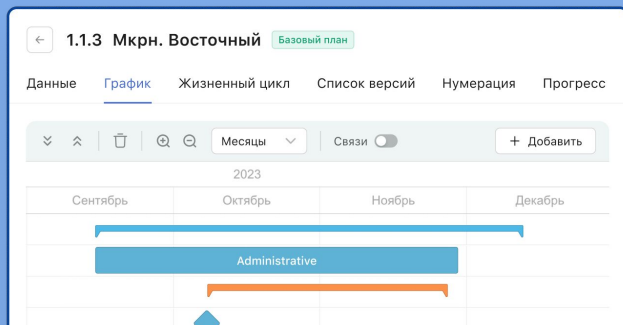 1.1.3 Мкрн. Восточный Базовый план
Данные График Жизненный цикл Список версий Нумерация Прогресс
Месяцы Связи + Добавить
2023
Сентябрь Октябрь Ноябрь Декабрь
Administrative